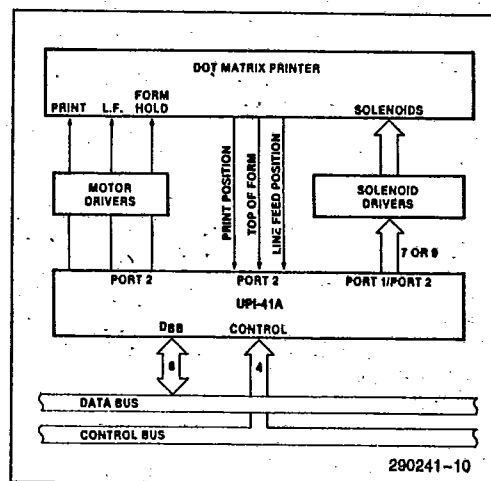 DOT MATRIX PRINTER
PRINT L.F. FORM HOLD
SOLENOIDS
MOTOR DRIVERS
PRINT POSITION
TOP OF FORM
LINE FEED POSITION
SOLENOID DRIVERS
7 OR 9
PORT 2
PORT 2
PORT 1/PORT 2
UPI-41A
DBB
CONTROL
8
4
DATA BUS
CONTROL BUS
290241-10